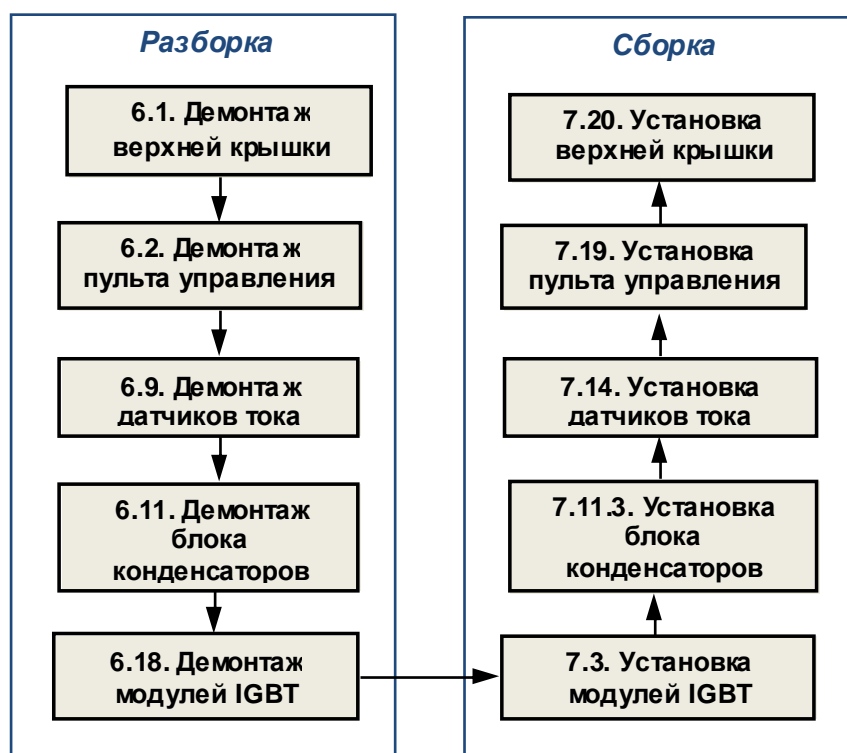 Разборка
6.1. Демонтаж
верхней крышки
6.2. Демонтаж
пульта управления
6.9. Демонтаж
датчиков тока
6.11. Демонтаж
блока
конденсаторов
6.18. Демонтаж
модулей IGBT
Сборка
7.20. Установка
верхней крышки
7.19. Установка
пульта управления
7.14. Установка
датчиков тока
7.11.3. Установка
блока
конденсаторов
7.3. Установка
модулей IGBT